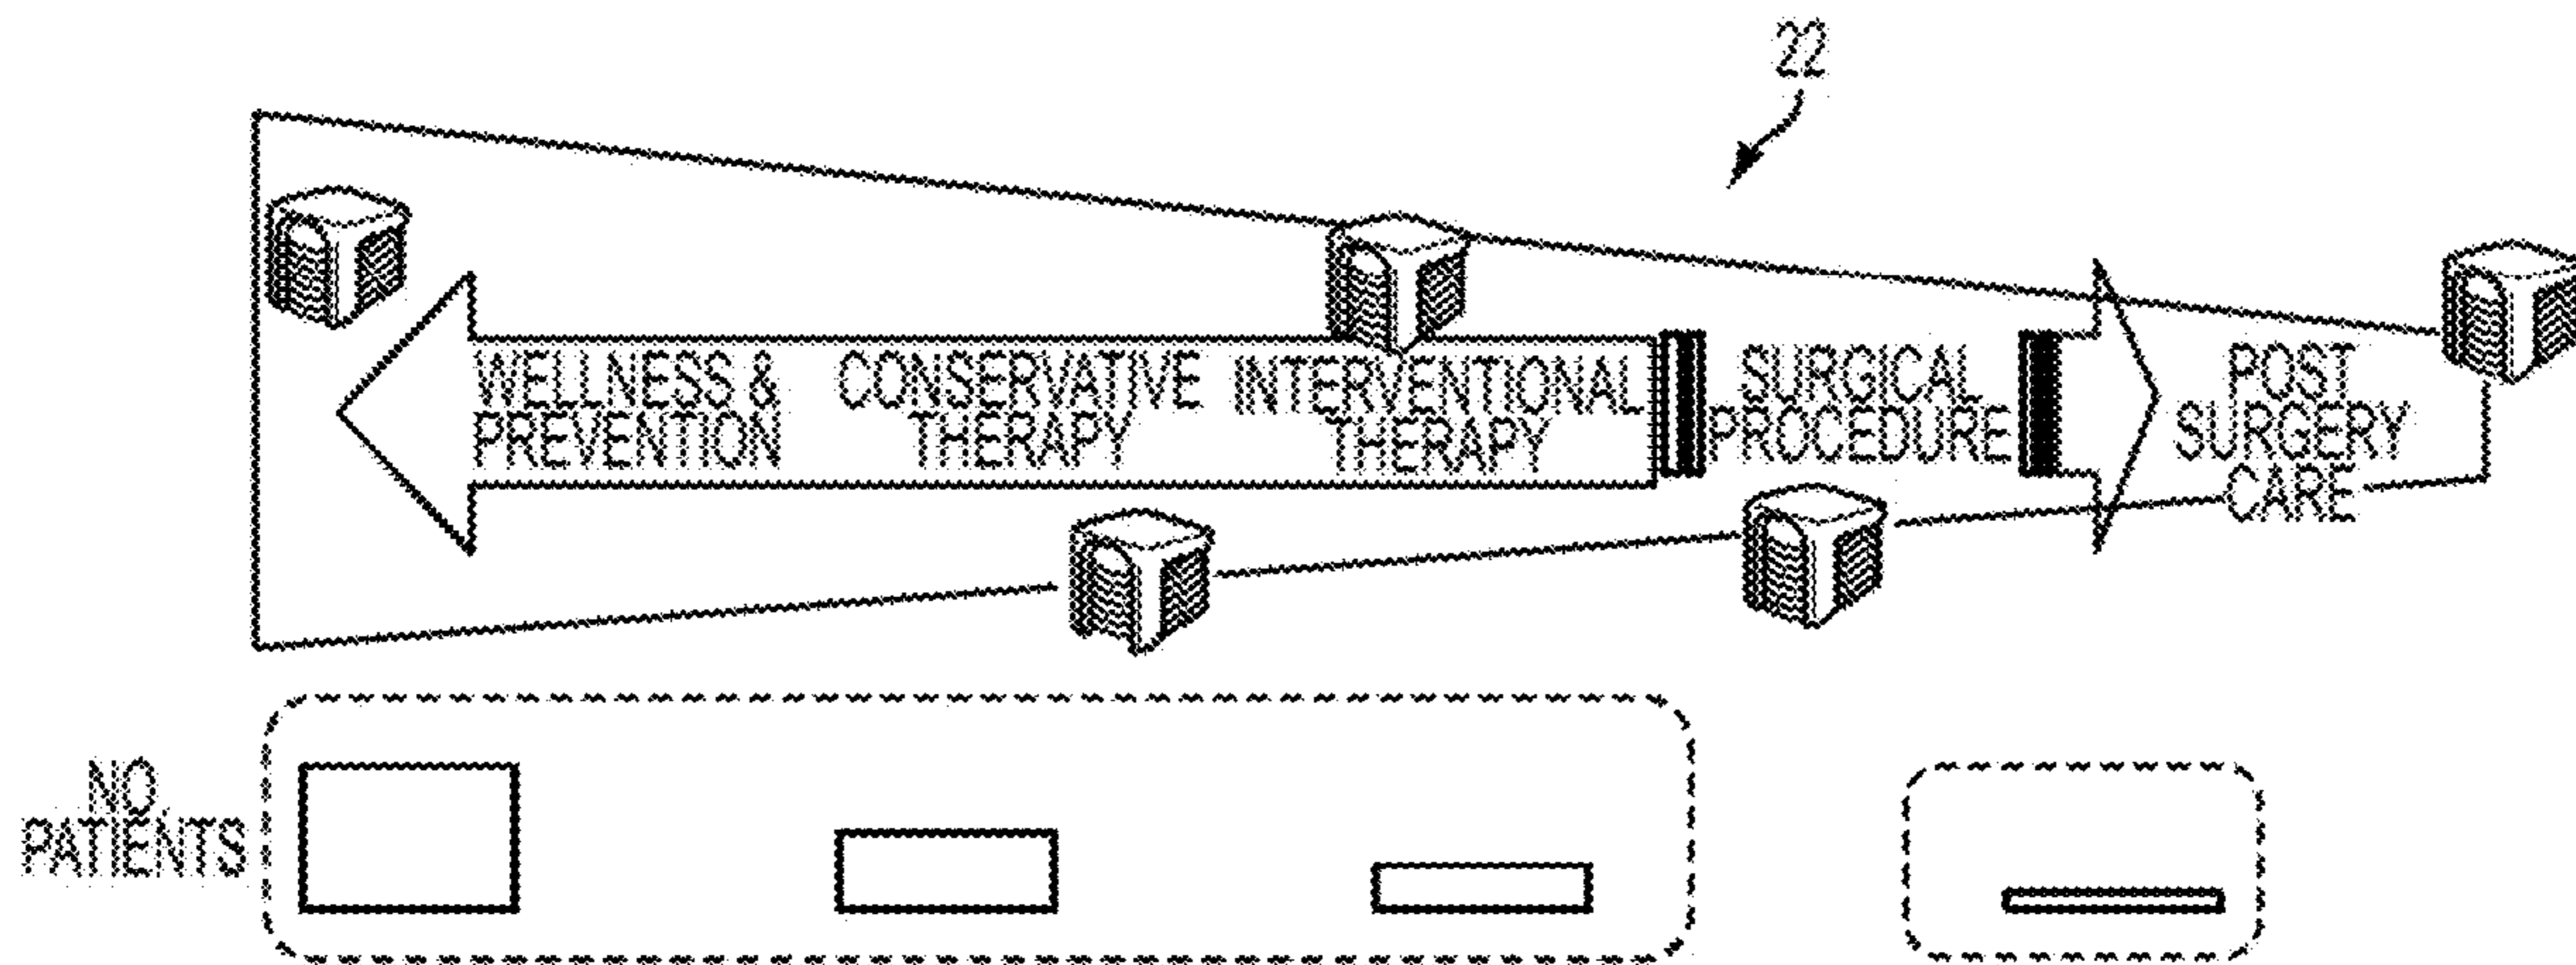 22
WELLNESS &
PREVENTION
CONSERVATIVE
THERAPY
INTERVENTIONAL
THERAPY
SURGICAL
PROCEDURE
POST
SURGERY
CARE
NO.
PATIENTS